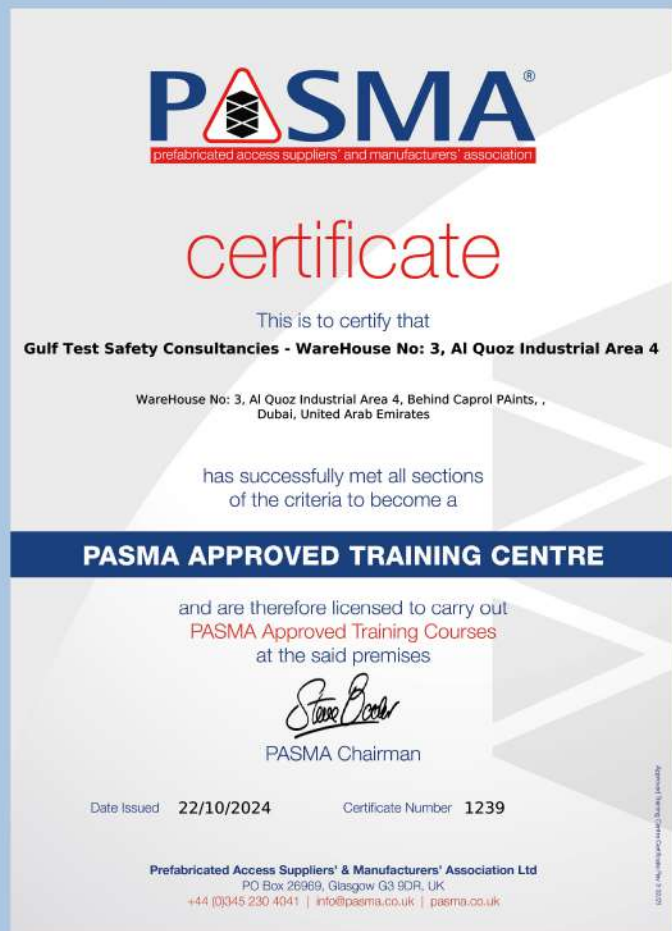 PASMA®
prefabricated access suppliers' and manufacturers' association
certificate
This is to certify that
Gulf Test Safety Consultancies - WareHouse No: 3, Al Quoz Industrial Area 4
WareHouse No: 3, Al Quoz Industrial Area 4, Behind Caprol PAints, ,
Dubai, United Arab Emirates
has successfully met all sections
of the criteria to become a
PASMA APPROVED TRAINING CENTRE
and are therefore licensed to carry out
PASMA Approved Training Courses
at the said premises
PASMA Chairman
Date Issued 22/10/2024 Certificate Number 1239
Prefabricated Access Suppliers' & Manufacturers' Association Ltd
PO Box 26969, Glasgow G3 9DR, UK
+44 (0)345 230 4041 | info@pasma.co.uk | pasma.co.uk
Approved Training Centre Certificate